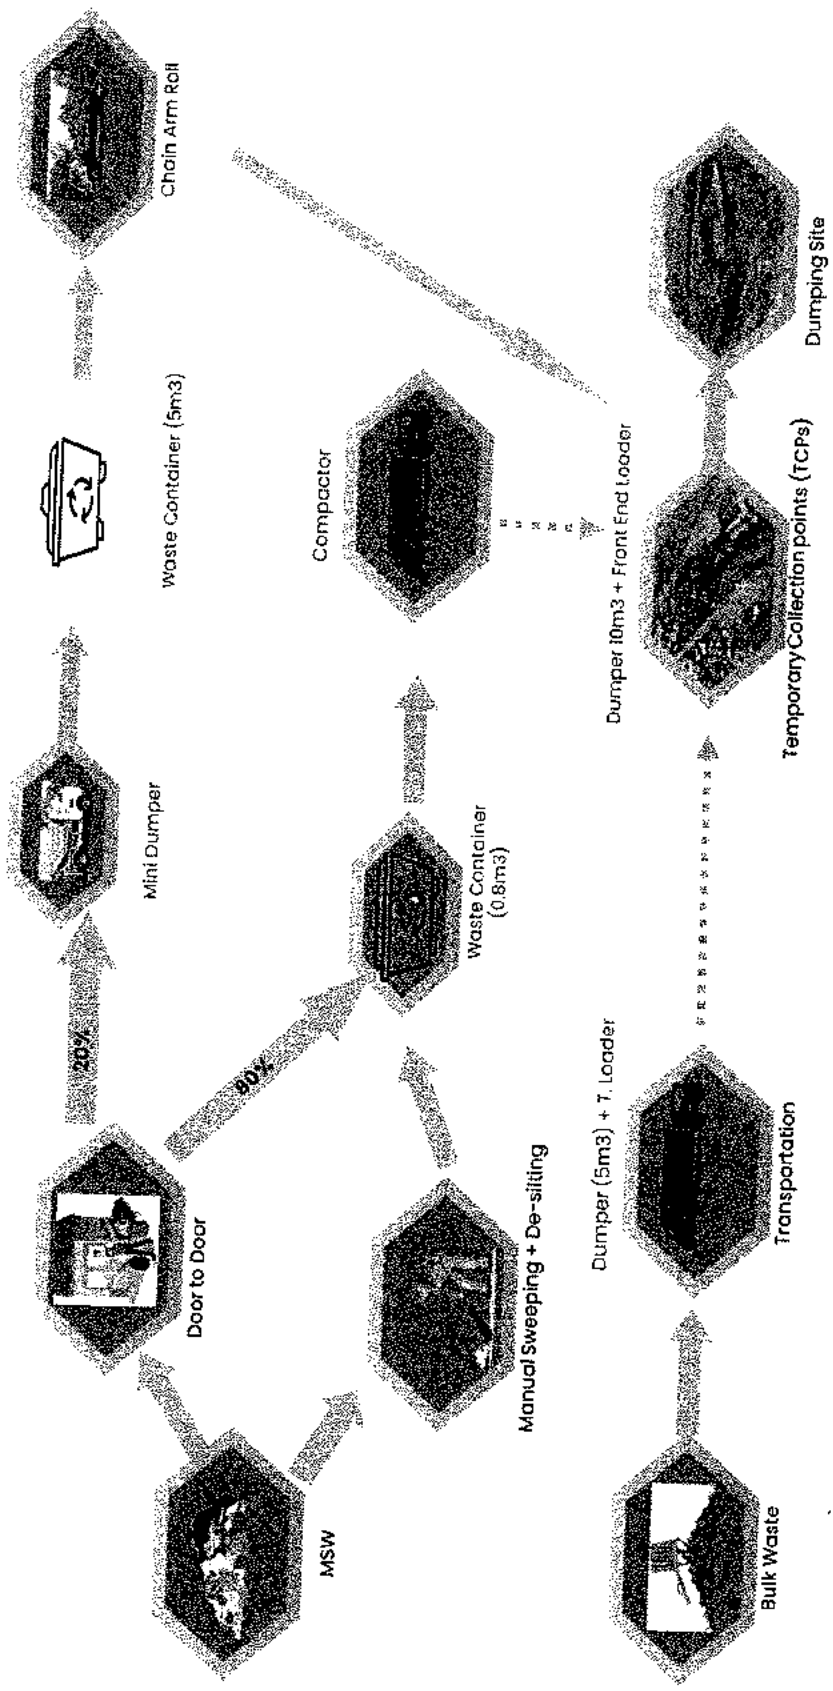 Chain Arm Roll
Waste Container (5m3)
Mini Dumper
20%
Door to Door
80%
MSW
Manual Sweeping + De-silting
Waste Container
(0.8m3)
Compactor
Dumper 10m3 + Front End Loader
Temporary Collection points (TCPs)
Dumping Site
Dumper (5m3) + T. Loader
Transportation
Bulk Waste